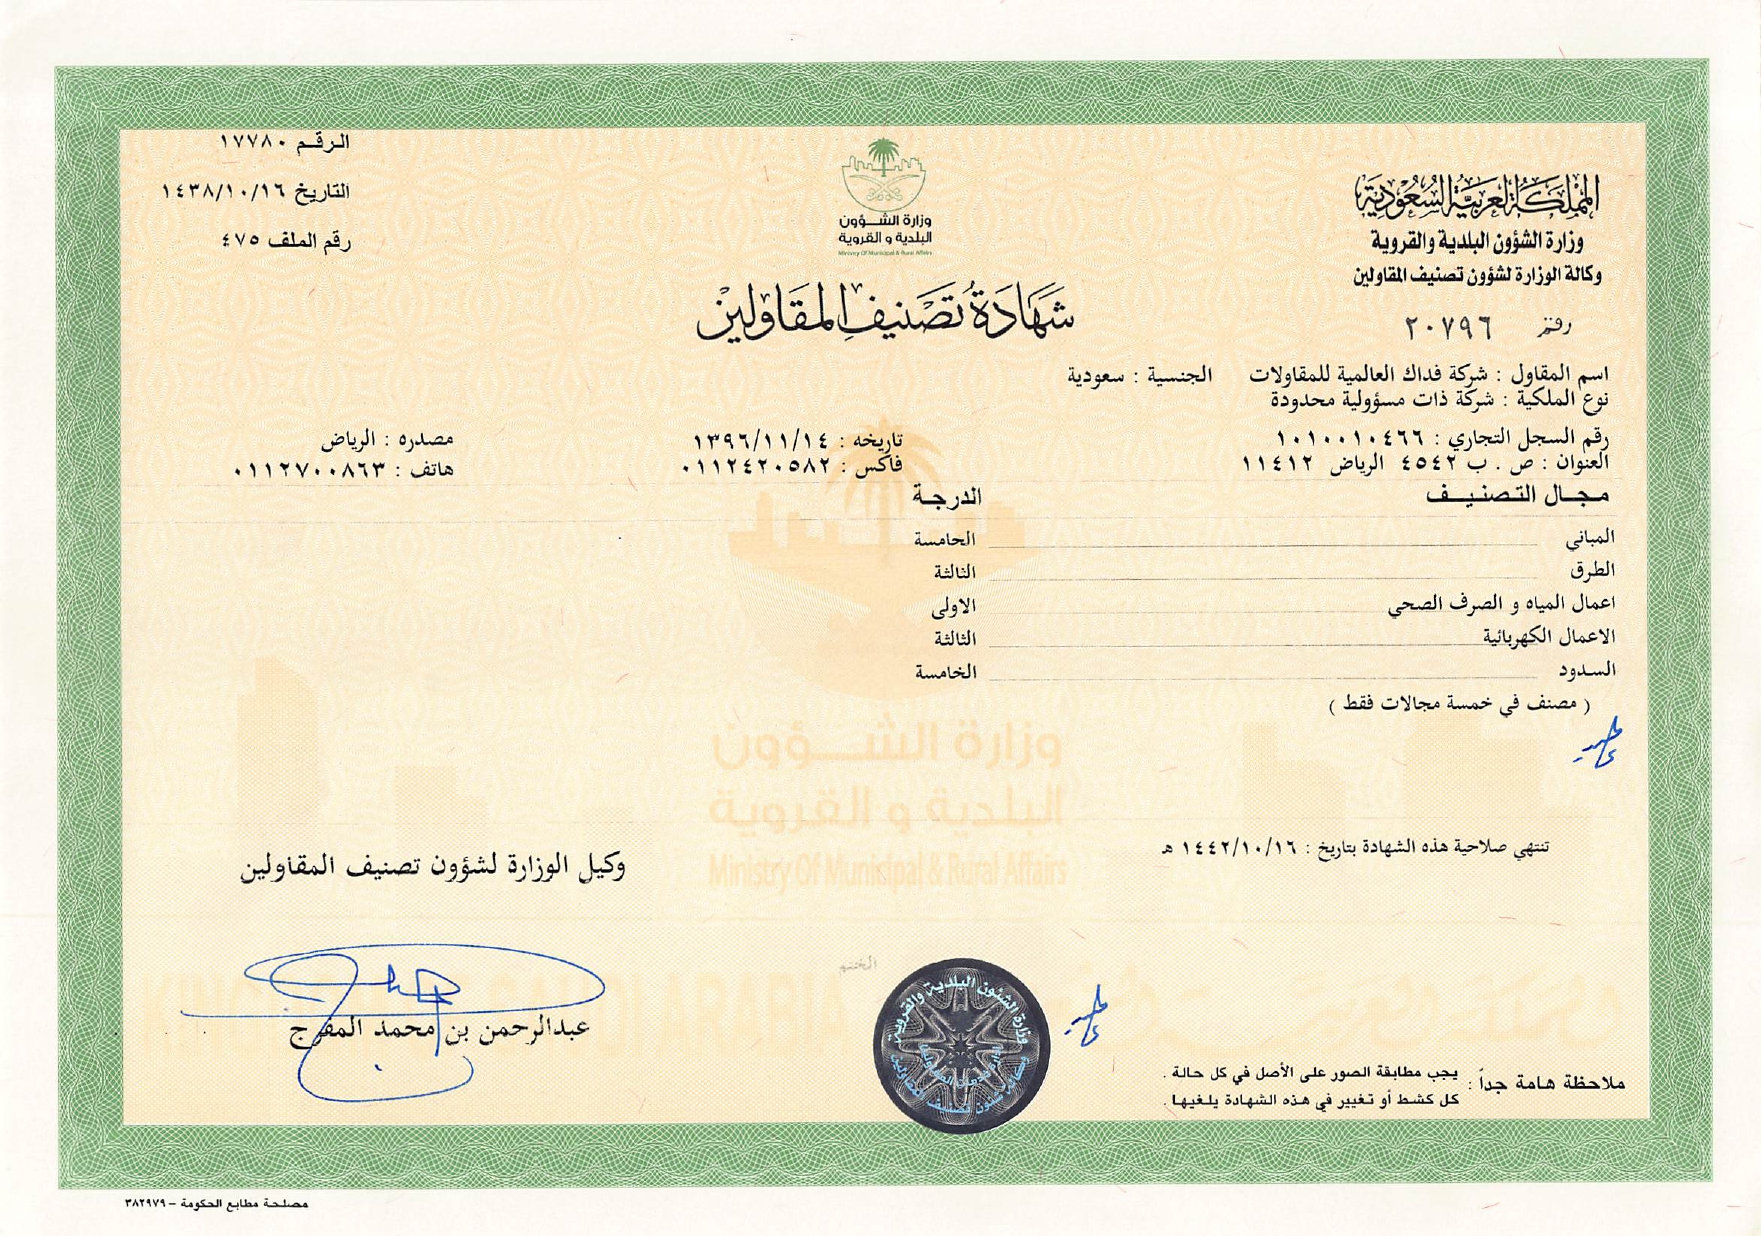 المملكة العربية السعودية
وزارة الشؤون البلدية والقروية
وكالة الوزارة لشؤون تصنيف المقاولين
رقم ٢٠٧٩٦
وزارة الشـــؤون
البلدية و القروية
Ministry Of Municipal & Rural Affairs
الرقم ١٧٧٨٠
التاريخ ١٤٣٨/١٠/١٦
رقم الملف ٤٧٥
شهادة تصنيف المقاولين
اسم المقاول : شركة فداك العالمية للمقاولات الجنسية : سعودية
نوع الملكية : شركة ذات مسؤولية محدودة
رقم السجل التجاري : ١٠١٠٠١٠٤٦٦ تاريخه : ١٣٩٦/١١/١٤ مصدره : الرياض
العنوان : ص . ب ٤٥٤٢ الرياض ١١٤١٢ فاكس : ٠١١٢٤٢٠٥٨٢ هاتف : ٠١١٢٧٠٠٨٦٣
مجال التصنيف الدرجة
المباني الخامسة
الطرق الثالثة
اعمال المياه و الصرف الصحي الاولى
الاعمال الكهربائية الثالثة
السدود الخامسة
( مصنف في خمسة مجالات فقط )
وزارة الشـــؤون
البلدية و القروية
Ministry Of Municipal & Rural Affairs
تنتهي صلاحية هذه الشهادة بتاريخ : ١٤٤٢/١٠/١٦ هـ
وكيل الوزارة لشؤون تصنيف المقاولين
الختم
وزارة الشئون البلدية والقروية
عبدالرحمن بن محمد المفرج
ملاحظة هامة جداً : يجب مطابقة الصور على الأصل في كل حالة .
كل كشط أو تغيير في هذه الشهادة يلغيها .
مصلحة مطابع الحكومة – ٣٨٢٩٧٩